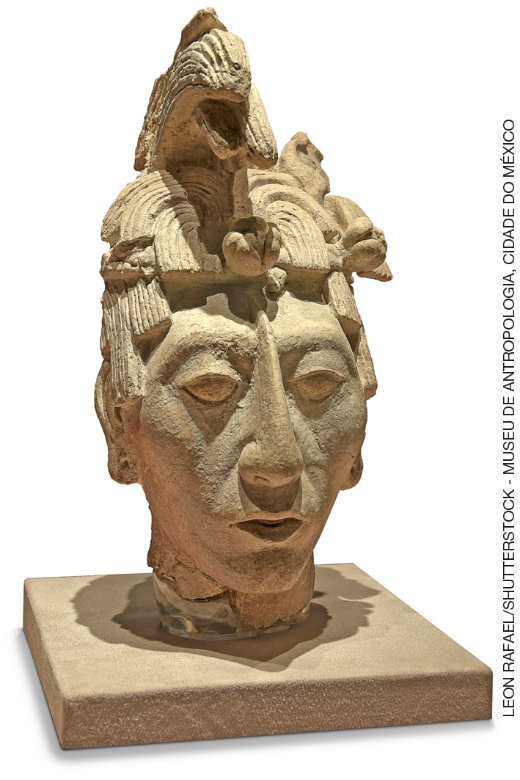 LEON RAFAEL/SHUTTERSTOCK - MUSEU DE ANTROPOLOGIA, CIDADE DO MÉXICO